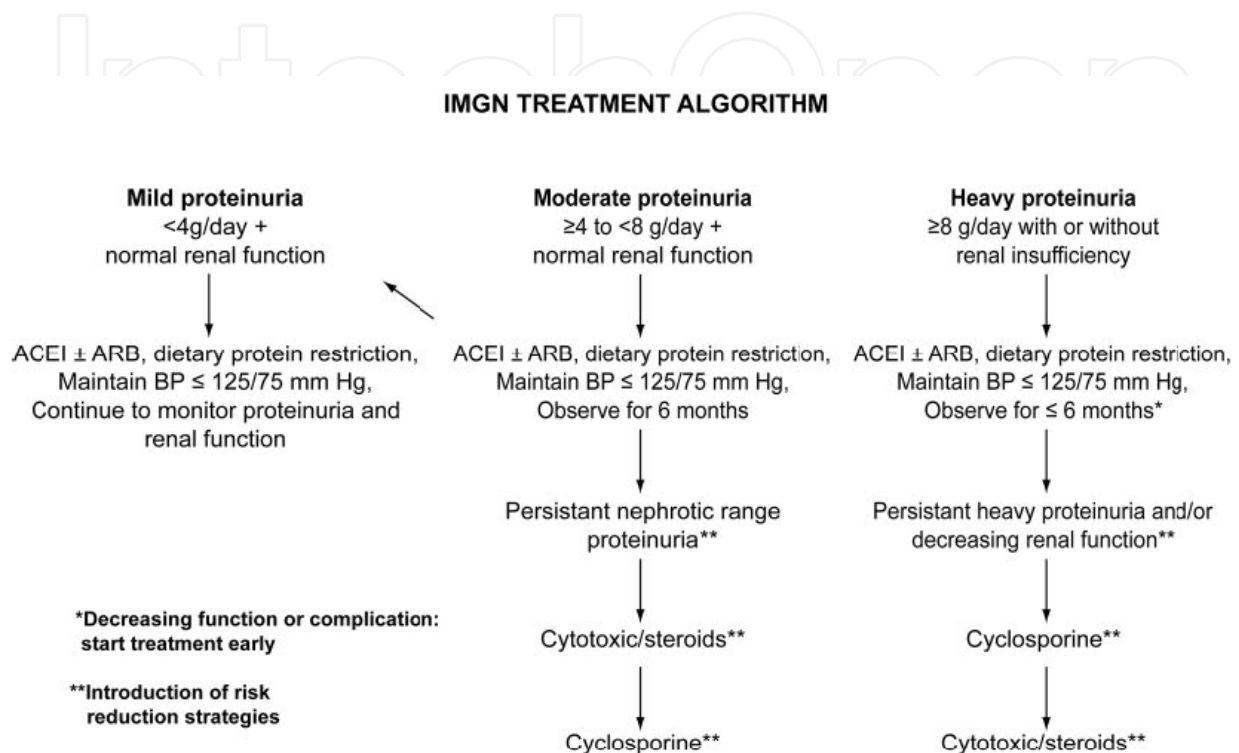 IntechOpen
IMGN TREATMENT ALGORITHM
Mild proteinuria
<4g/day +
normal renal function
ACEI ± ARB, dietary protein restriction,
Maintain BP ≤ 125/75 mm Hg,
Continue to monitor proteinuria and
renal function
Moderate proteinuria
≥4 to <8 g/day +
normal renal function
ACEI ± ARB, dietary protein restriction,
Maintain BP ≤ 125/75 mm Hg,
Observe for 6 months
Persistant nephrotic range
proteinuria**
Cytotoxic/steroids**
Cyclosporine**
Heavy proteinuria
≥8 g/day with or without
renal insufficiency
ACEI ± ARB, dietary protein restriction,
Maintain BP ≤ 125/75 mm Hg,
Observe for ≤ 6 months*
Persistant heavy proteinuria and/or
decreasing renal function**
Cyclosporine**
Cytotoxic/steroids**
*Decreasing function or complication:
start treatment early
**Introduction of risk
reduction strategies